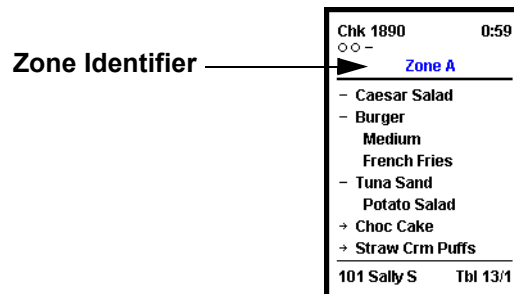 Zone Identifier
Chk 1890 0:59
○○–
Zone A
– Caesar Salad
– Burger
Medium
French Fries
– Tuna Sand
Potato Salad
→ Choc Cake
→ Straw Crm Puffs
101 Sally S Tbl 13/1